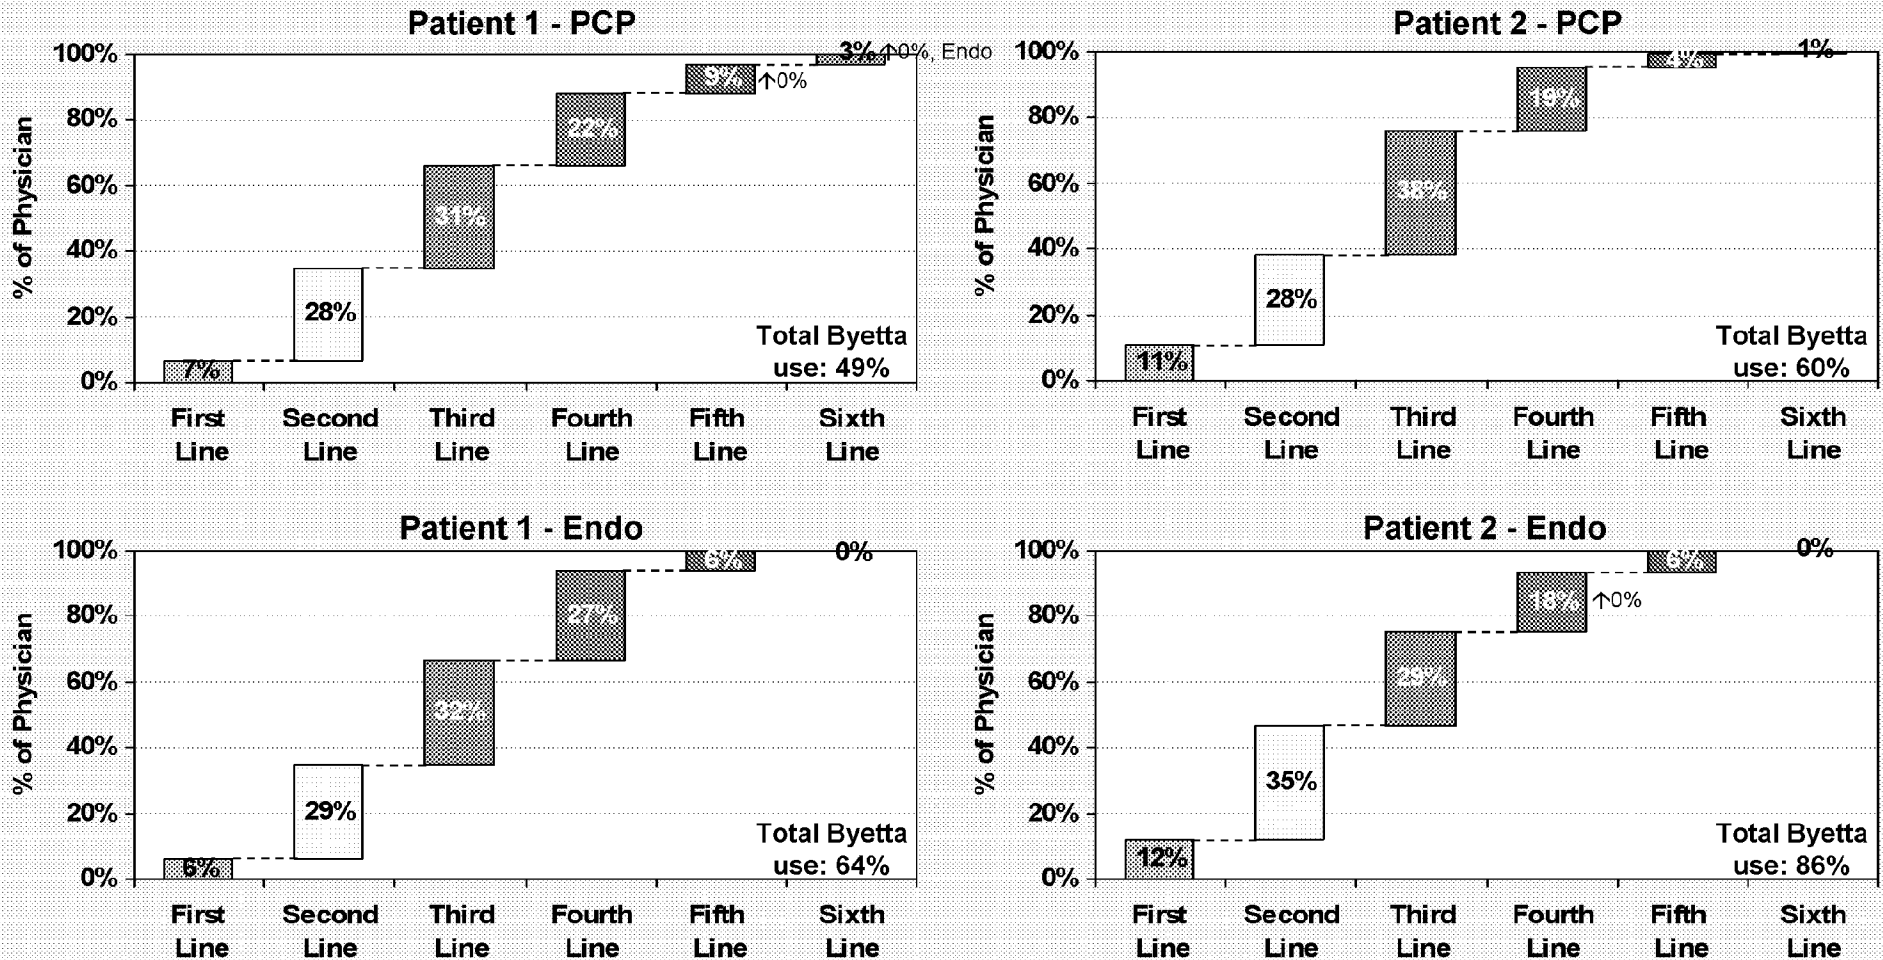 Patient 1 - PCP
% of Physician
100%
80%
60%
40%
20%
0%
7%
28%
31%
22%
9%
↑0%
3%
↑0%, Endo
Total Byetta
use: 49%
First Line
Second Line
Third Line
Fourth Line
Fifth Line
Sixth Line
Patient 2 - PCP
% of Physician
100%
80%
60%
40%
20%
0%
11%
28%
38%
19%
4%
1%
Total Byetta
use: 60%
First Line
Second Line
Third Line
Fourth Line
Fifth Line
Sixth Line
Patient 1 - Endo
% of Physician
100%
80%
60%
40%
20%
0%
6%
29%
32%
27%
6%
0%
Total Byetta
use: 64%
First Line
Second Line
Third Line
Fourth Line
Fifth Line
Sixth Line
Patient 2 - Endo
% of Physician
100%
80%
60%
40%
20%
0%
12%
35%
29%
18%
↑0%
6%
0%
Total Byetta
use: 86%
First Line
Second Line
Third Line
Fourth Line
Fifth Line
Sixth Line